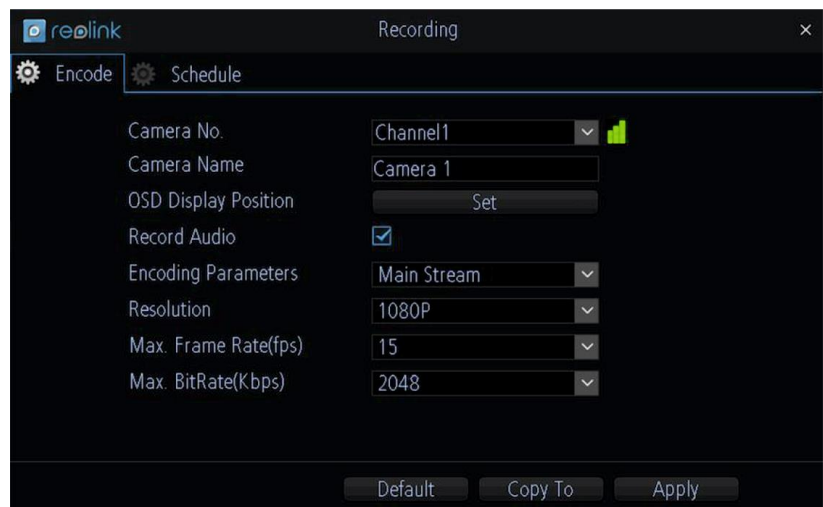 reolink Recording ×
Encode Schedule
Camera No. Channel1
Camera Name Camera 1
OSD Display Position Set
Record Audio
Encoding Parameters Main Stream
Resolution 1080P
Max. Frame Rate(fps) 15
Max. BitRate(Kbps) 2048
Default Copy To Apply